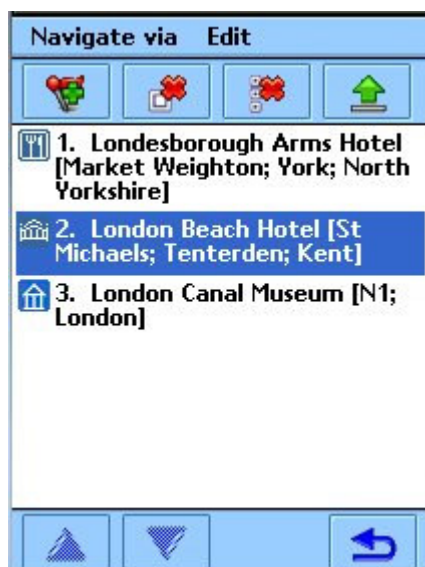 Navigate via Edit
1. Londesborough Arms Hotel
[Market Weighton; York; North
Yorkshire]
2. London Beach Hotel [St
Michaels; Tenterden; Kent]
3. London Canal Museum [N1;
London]